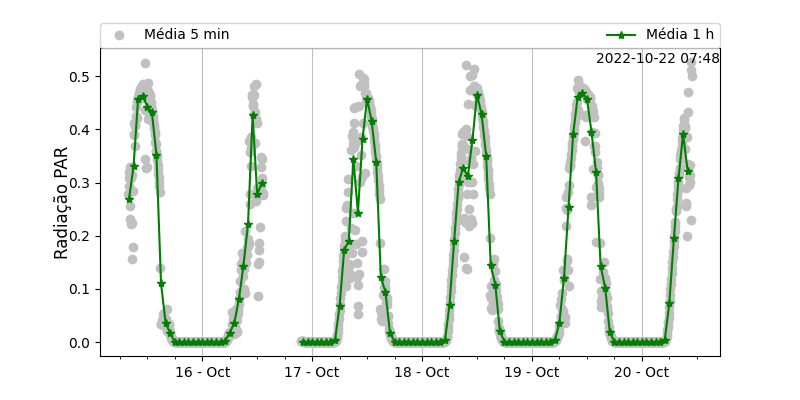 Média 5 min
Média 1 h
2022-10-22 07:48
Radiação PAR
0.5
0.4
0.3
0.2
0.1
0.0
16 - Oct
17 - Oct
18 - Oct
19 - Oct
20 - Oct